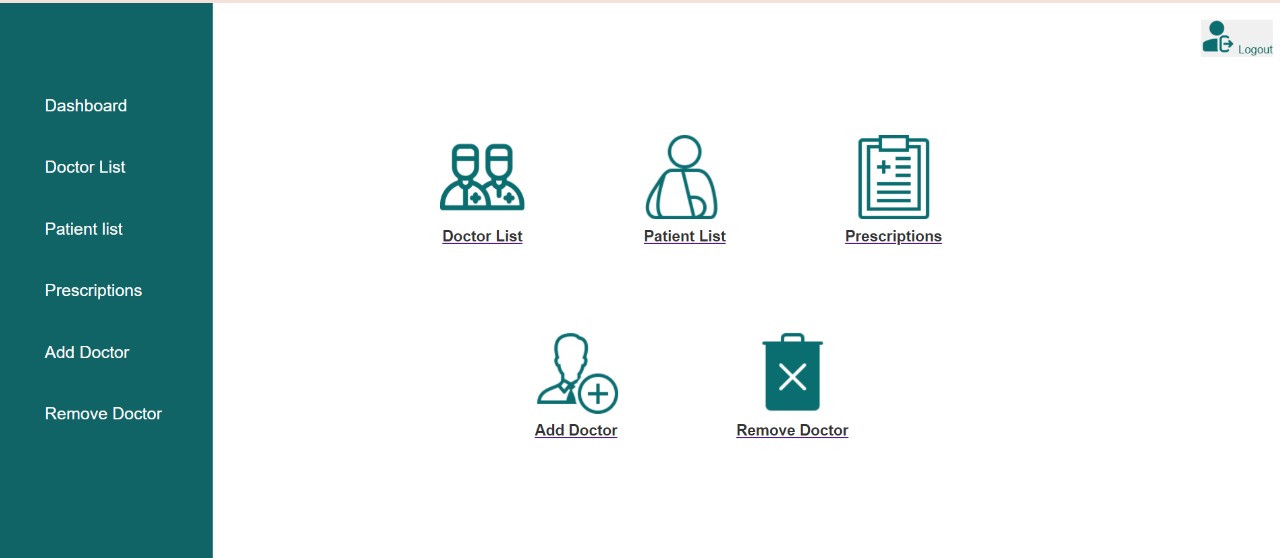 Logout
Dashboard
Doctor List
Patient list
Prescriptions
Add Doctor
Remove Doctor
Doctor List
Patient List
Prescriptions
Add Doctor
Remove Doctor